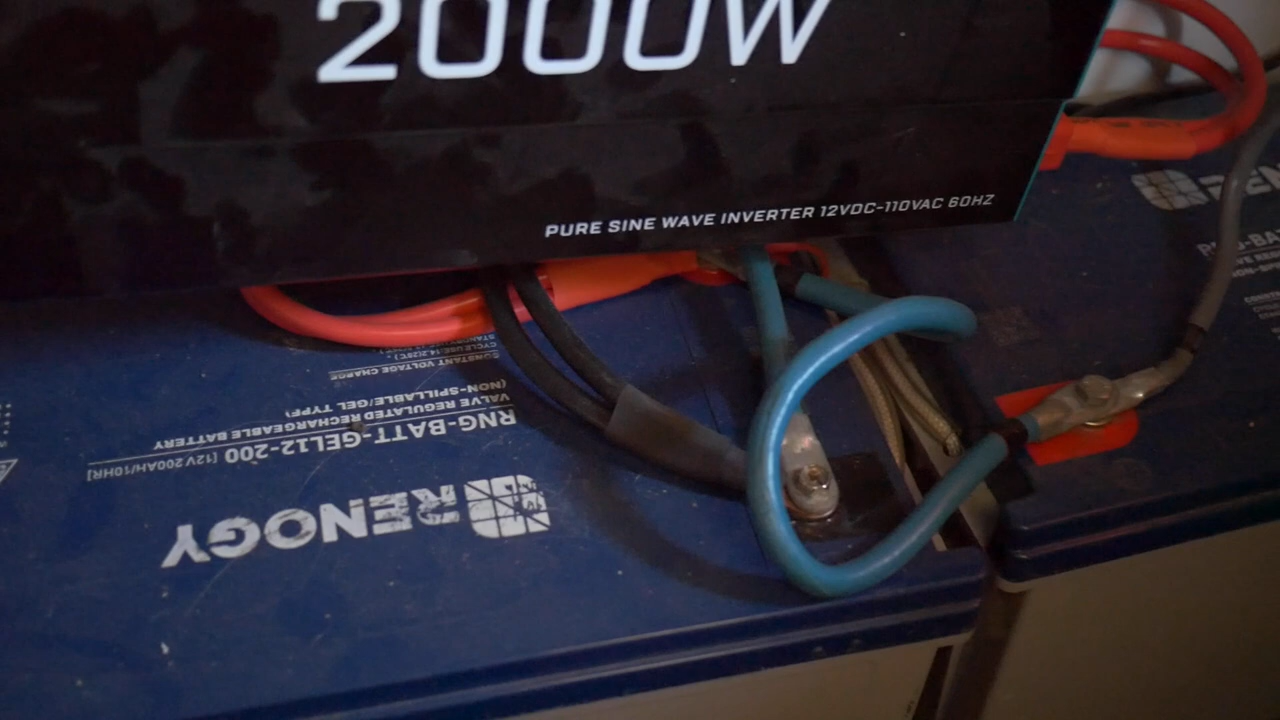 2000W
PURE SINE WAVE INVERTER 12VDC-110VAC 60HZ
RENOGY
RNG-BATT-GEL12-200 [12V 200AH/10HR]
VALVE REGULATED RECHARGEABLE BATTERY
(NON-SPILLABLE/GEL TYPE)
CONSTANT VOLTAGE CHARGE